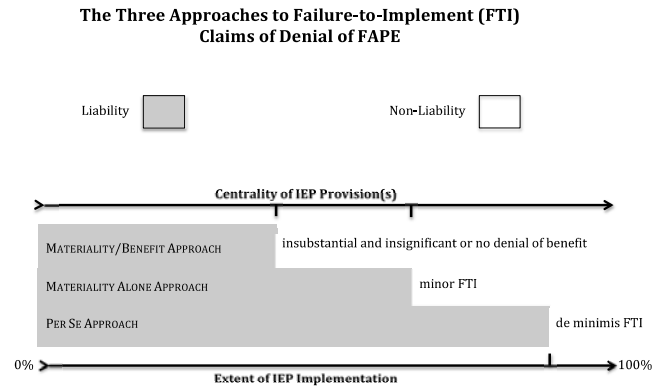 The Three Approaches to Failure-to-Implement (FTI)
Claims of Denial of FAPE
Liability
Non-Liability
Centrality of IEP Provision(s)
MATERIALITY/BENEFIT APPROACH
insubstantial and insignificant or no denial of benefit
MATERIALITY ALONE APPROACH
minor FTI
PER SE APPROACH
de minimis FTI
0%
100%
Extent of IEP Implementation